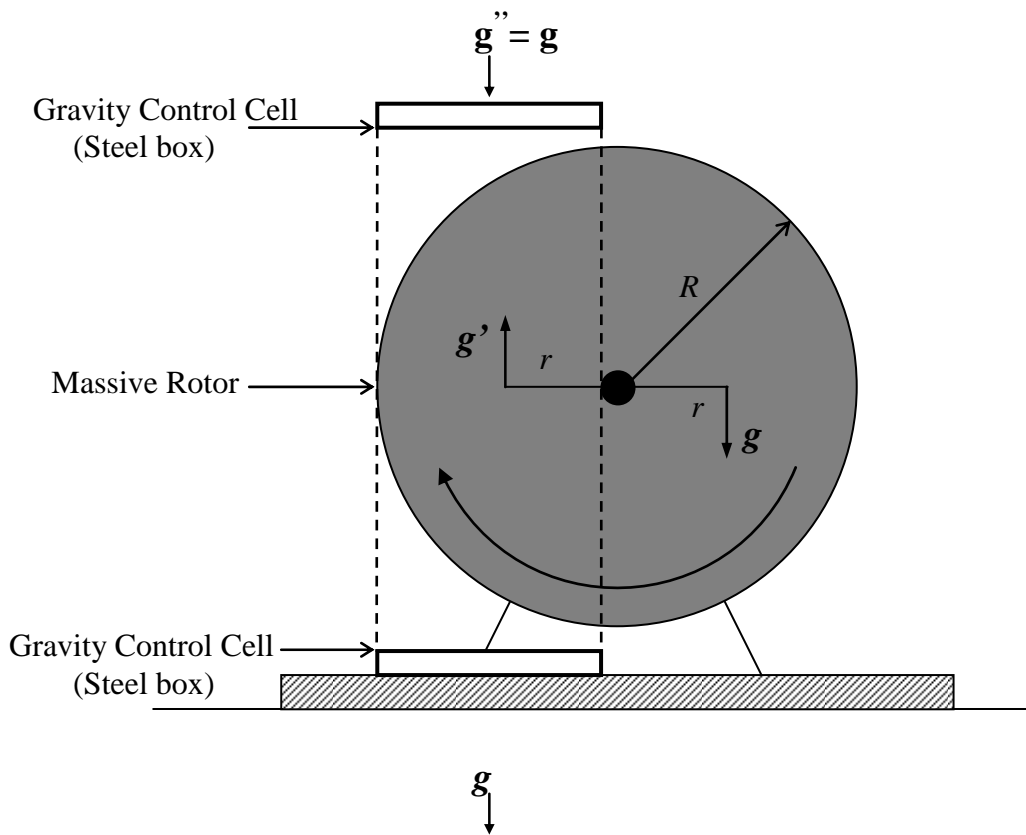 g”= g
Gravity Control Cell
(Steel box)
R
g’
r
Massive Rotor
r
g
Gravity Control Cell
(Steel box)
g